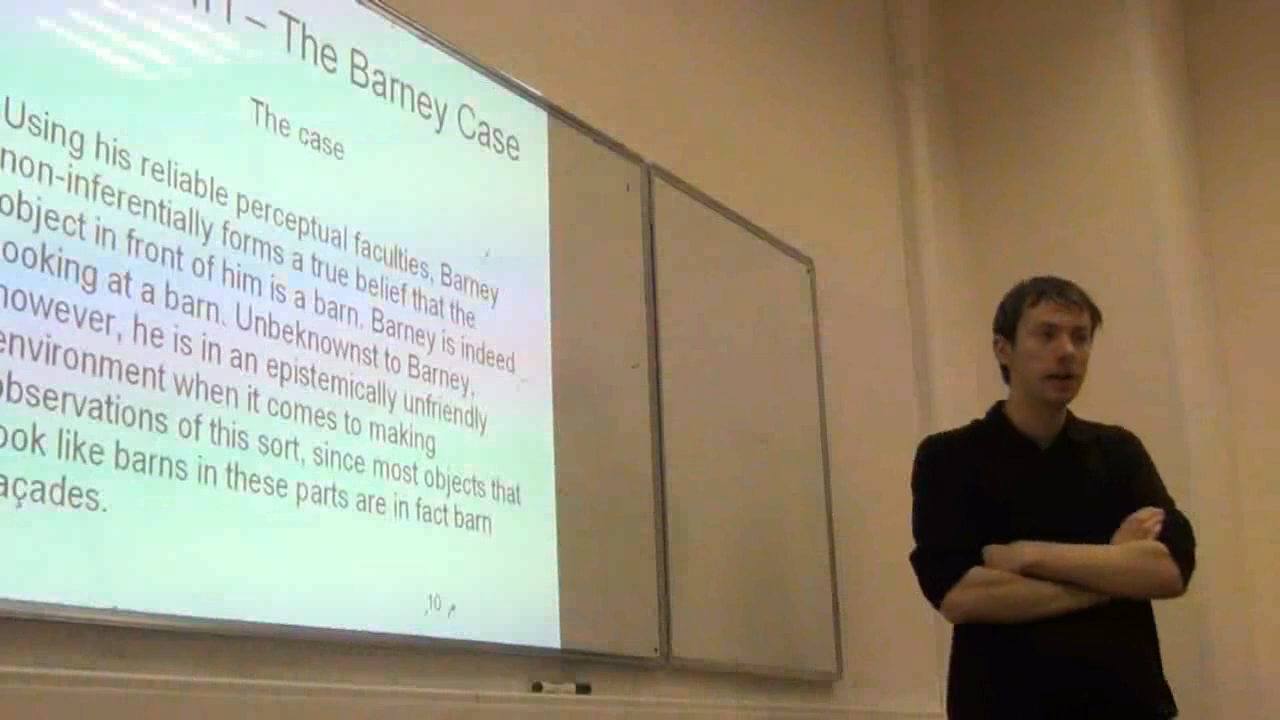 – The Barney Case
The case
Using his reliable perceptual faculties, Barney
non-inferentially forms a true belief that the
object in front of him is a barn. Barney is indeed
ooking at a barn. Unbeknownst to Barney,
however, he is in an epistemically unfriendly
environment when it comes to making
observations of this sort, since most objects that
ook like barns in these parts are in fact barn
açades.
10